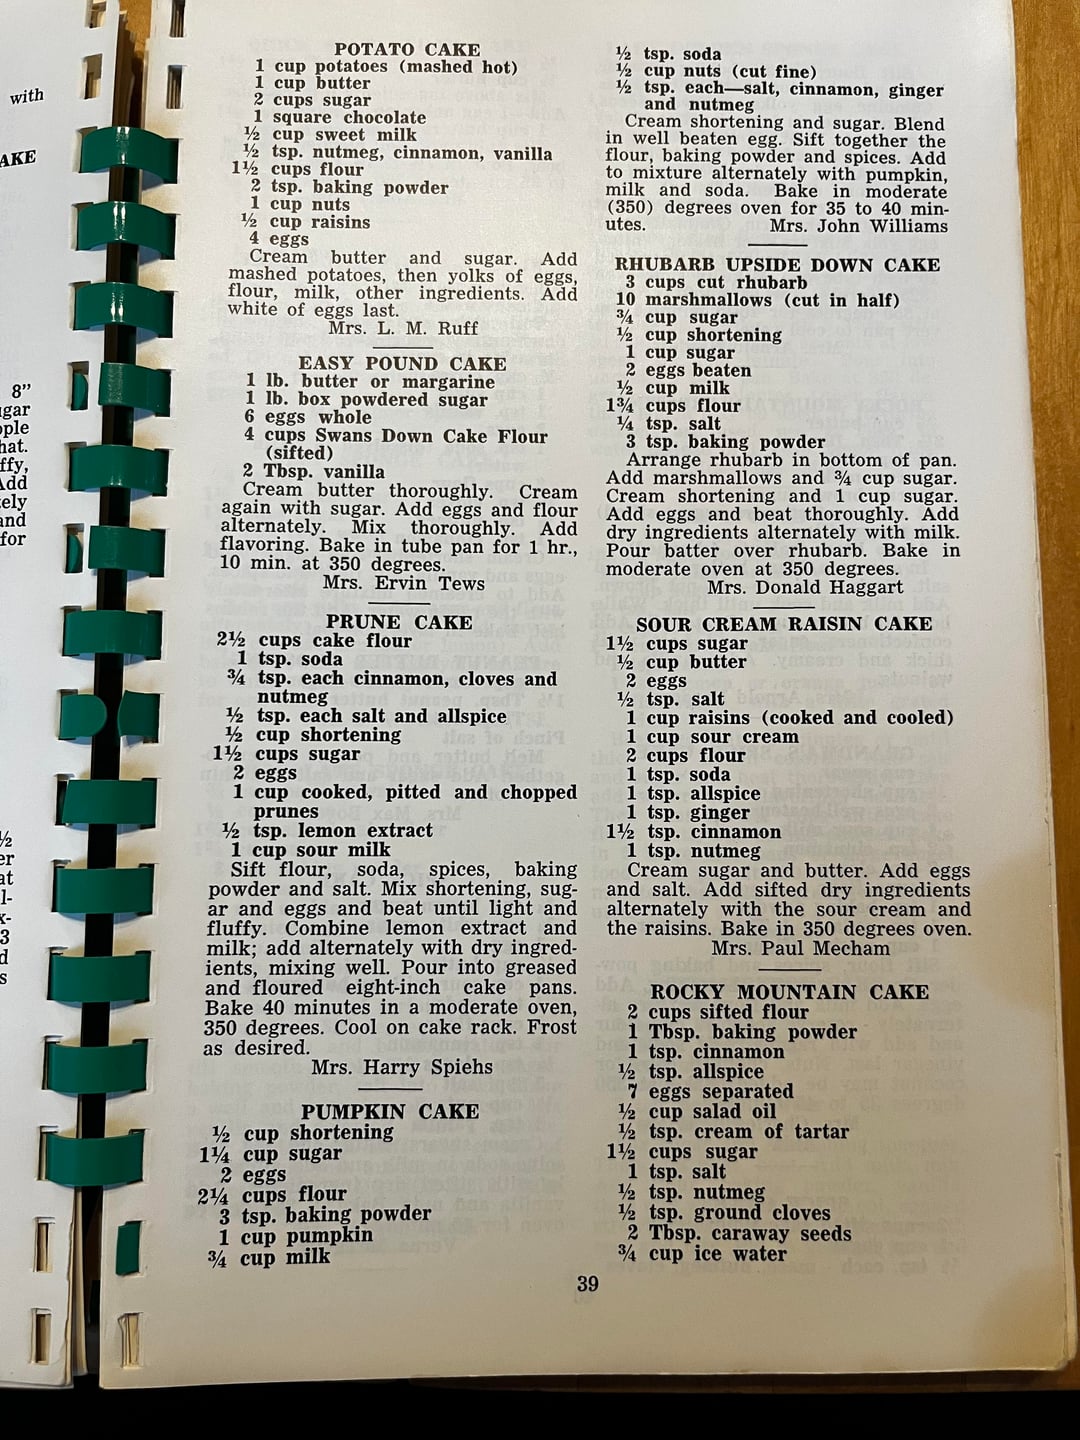 with
AKE
8”
gar
ple
hat.
ffy,
Add
tely
and
for
½
er
at
l-
x-
3
d
s
POTATO CAKE
1 cup potatoes (mashed hot)
1 cup butter
2 cups sugar
1 square chocolate
½ cup sweet milk
½ tsp. nutmeg, cinnamon, vanilla
1½ cups flour
2 tsp. baking powder
1 cup nuts
½ cup raisins
4 eggs
Cream butter and sugar. Add
mashed potatoes, then yolks of eggs,
flour, milk, other ingredients. Add
white of eggs last.
Mrs. L. M. Ruff
EASY POUND CAKE
1 lb. butter or margarine
1 lb. box powdered sugar
6 eggs whole
4 cups Swans Down Cake Flour
(sifted)
2 Tbsp. vanilla
Cream butter thoroughly. Cream
again with sugar. Add eggs and flour
alternately. Mix thoroughly. Add
flavoring. Bake in tube pan for 1 hr.,
10 min. at 350 degrees.
Mrs. Ervin Tews
PRUNE CAKE
2½ cups cake flour
1 tsp. soda
¾ tsp. each cinnamon, cloves and
nutmeg
½ tsp. each salt and allspice
½ cup shortening
1½ cups sugar
2 eggs
1 cup cooked, pitted and chopped
prunes
½ tsp. lemon extract
1 cup sour milk
Sift flour, soda, spices, baking
powder and salt. Mix shortening, sug-
ar and eggs and beat until light and
fluffy. Combine lemon extract and
milk; add alternately with dry ingred-
ients, mixing well. Pour into greased
and floured eight-inch cake pans.
Bake 40 minutes in a moderate oven,
350 degrees. Cool on cake rack. Frost
as desired.
Mrs. Harry Spiehs
PUMPKIN CAKE
½ cup shortening
1¼ cup sugar
2 eggs
2¼ cups flour
3 tsp. baking powder
1 cup pumpkin
¾ cup milk
½ tsp. soda
½ cup nuts (cut fine)
½ tsp. each—salt, cinnamon, ginger
and nutmeg
Cream shortening and sugar. Blend
in well beaten egg. Sift together the
flour, baking powder and spices. Add
to mixture alternately with pumpkin,
milk and soda. Bake in moderate
(350) degrees oven for 35 to 40 min-
utes. Mrs. John Williams
RHUBARB UPSIDE DOWN CAKE
3 cups cut rhubarb
10 marshmallows (cut in half)
¾ cup sugar
½ cup shortening
1 cup sugar
2 eggs beaten
½ cup milk
1¾ cups flour
¼ tsp. salt
3 tsp. baking powder
Arrange rhubarb in bottom of pan.
Add marshmallows and ¾ cup sugar.
Cream shortening and 1 cup sugar.
Add eggs and beat thoroughly. Add
dry ingredients alternately with milk.
Pour batter over rhubarb. Bake in
moderate oven at 350 degrees.
Mrs. Donald Haggart
SOUR CREAM RAISIN CAKE
1½ cups sugar
½ cup butter
2 eggs
½ tsp. salt
1 cup raisins (cooked and cooled)
1 cup sour cream
2 cups flour
1 tsp. soda
1 tsp. allspice
1 tsp. ginger
1½ tsp. cinnamon
1 tsp. nutmeg
Cream sugar and butter. Add eggs
and salt. Add sifted dry ingredients
alternately with the sour cream and
the raisins. Bake in 350 degrees oven.
Mrs. Paul Mecham
ROCKY MOUNTAIN CAKE
2 cups sifted flour
1 Tbsp. baking powder
1 tsp. cinnamon
½ tsp. allspice
7 eggs separated
½ cup salad oil
½ tsp. cream of tartar
1½ cups sugar
1 tsp. salt
½ tsp. nutmeg
½ tsp. ground cloves
2 Tbsp. caraway seeds
¾ cup ice water
39